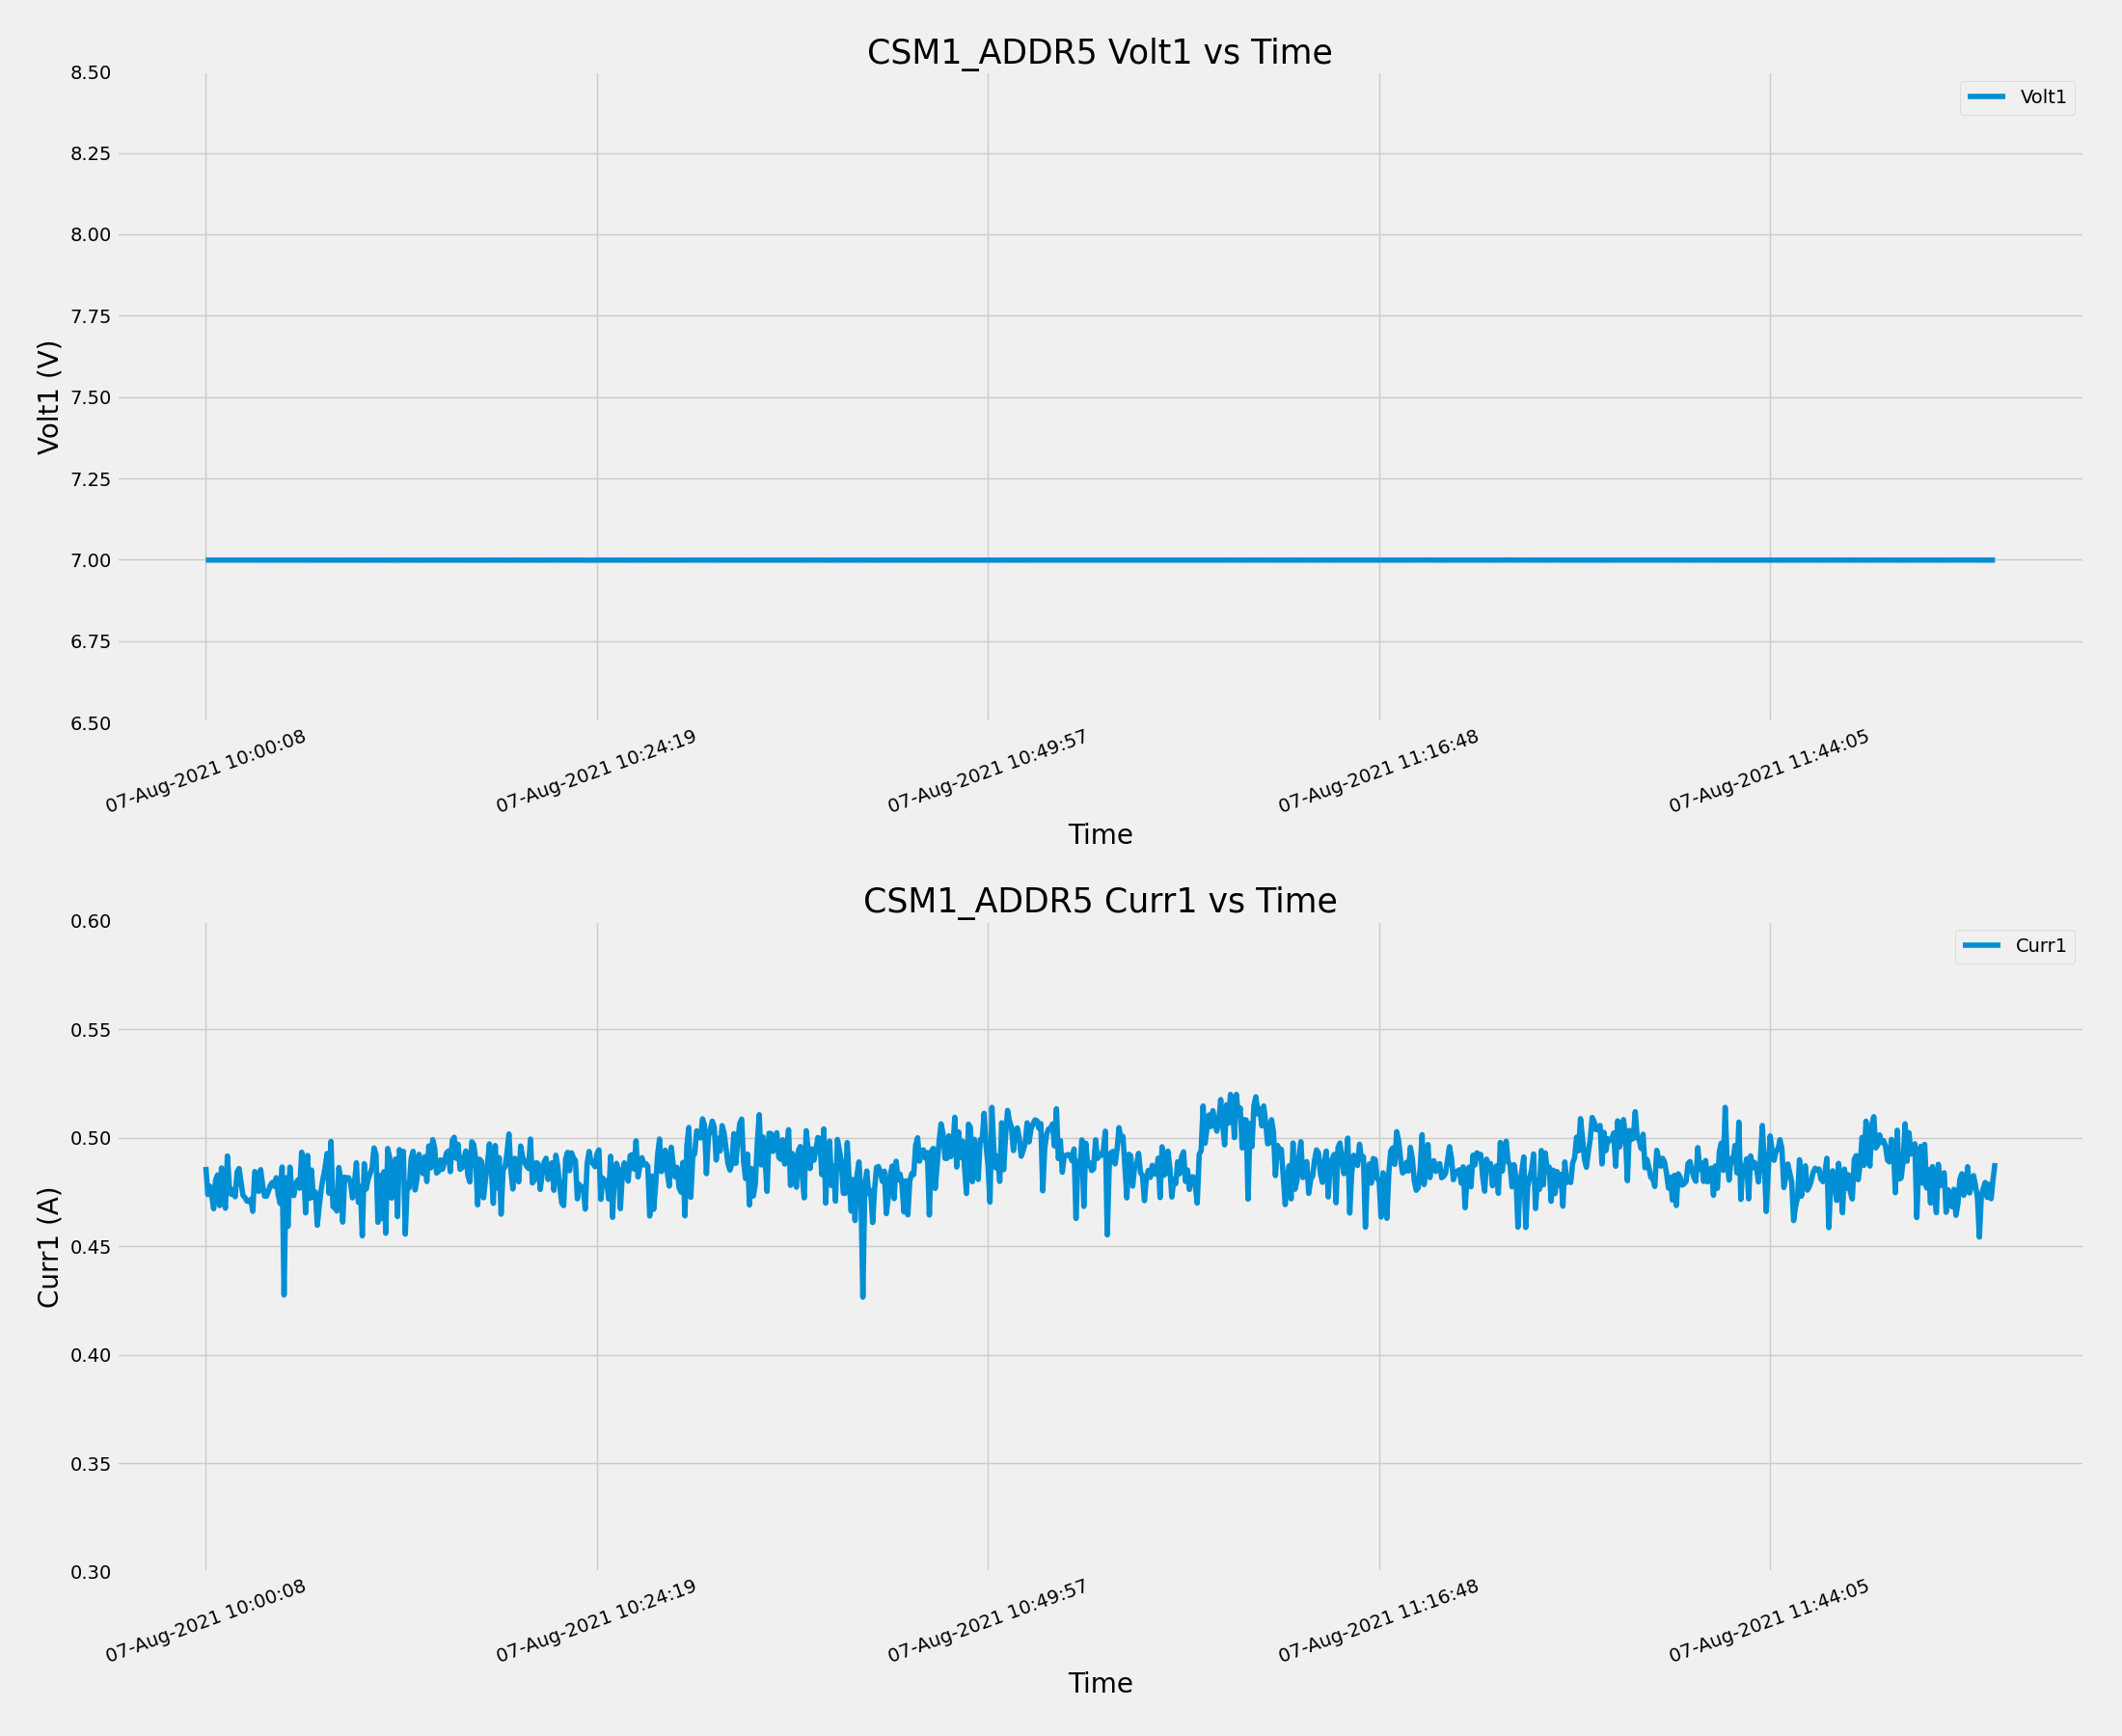 CSM1_ADDR5 Volt1 vs Time
8.50
8.25
8.00
7.75
7.50
7.25
7.00
6.75
6.50
Volt1 (V)
Volt1
07-Aug-2021 10:00:08
07-Aug-2021 10:24:19
07-Aug-2021 10:49:57
07-Aug-2021 11:16:48
07-Aug-2021 11:44:05
Time
CSM1_ADDR5 Curr1 vs Time
0.60
0.55
0.50
0.45
0.40
0.35
0.30
Curr1 (A)
Curr1
07-Aug-2021 10:00:08
07-Aug-2021 10:24:19
07-Aug-2021 10:49:57
07-Aug-2021 11:16:48
07-Aug-2021 11:44:05
Time